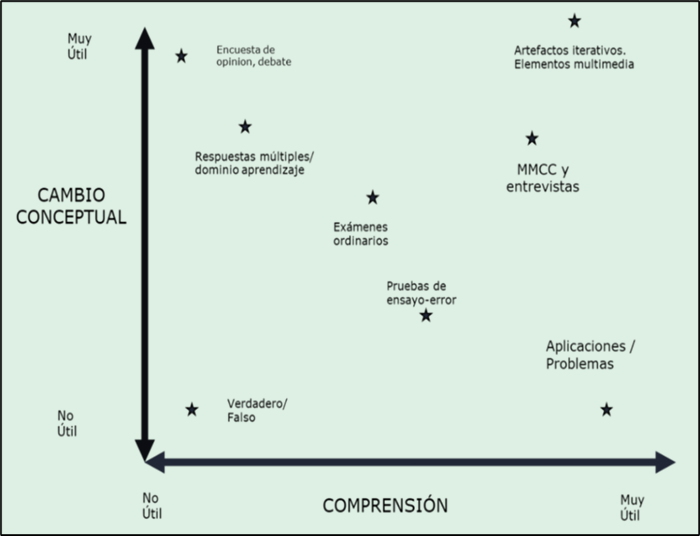 Muy
Útil
Encuesta de
opinion, debate
Artefactos iterativos.
Elementos multimedia
Respuestas múltiples/
dominio aprendizaje
MMCC y
entrevistas
CAMBIO
CONCEPTUAL
Exámenes
ordinarios
Pruebas de
ensayo-error
Aplicaciones /
Problemas
Verdadero/
Falso
No
Útil
No
Útil
COMPRENSIÓN
Muy
Útil